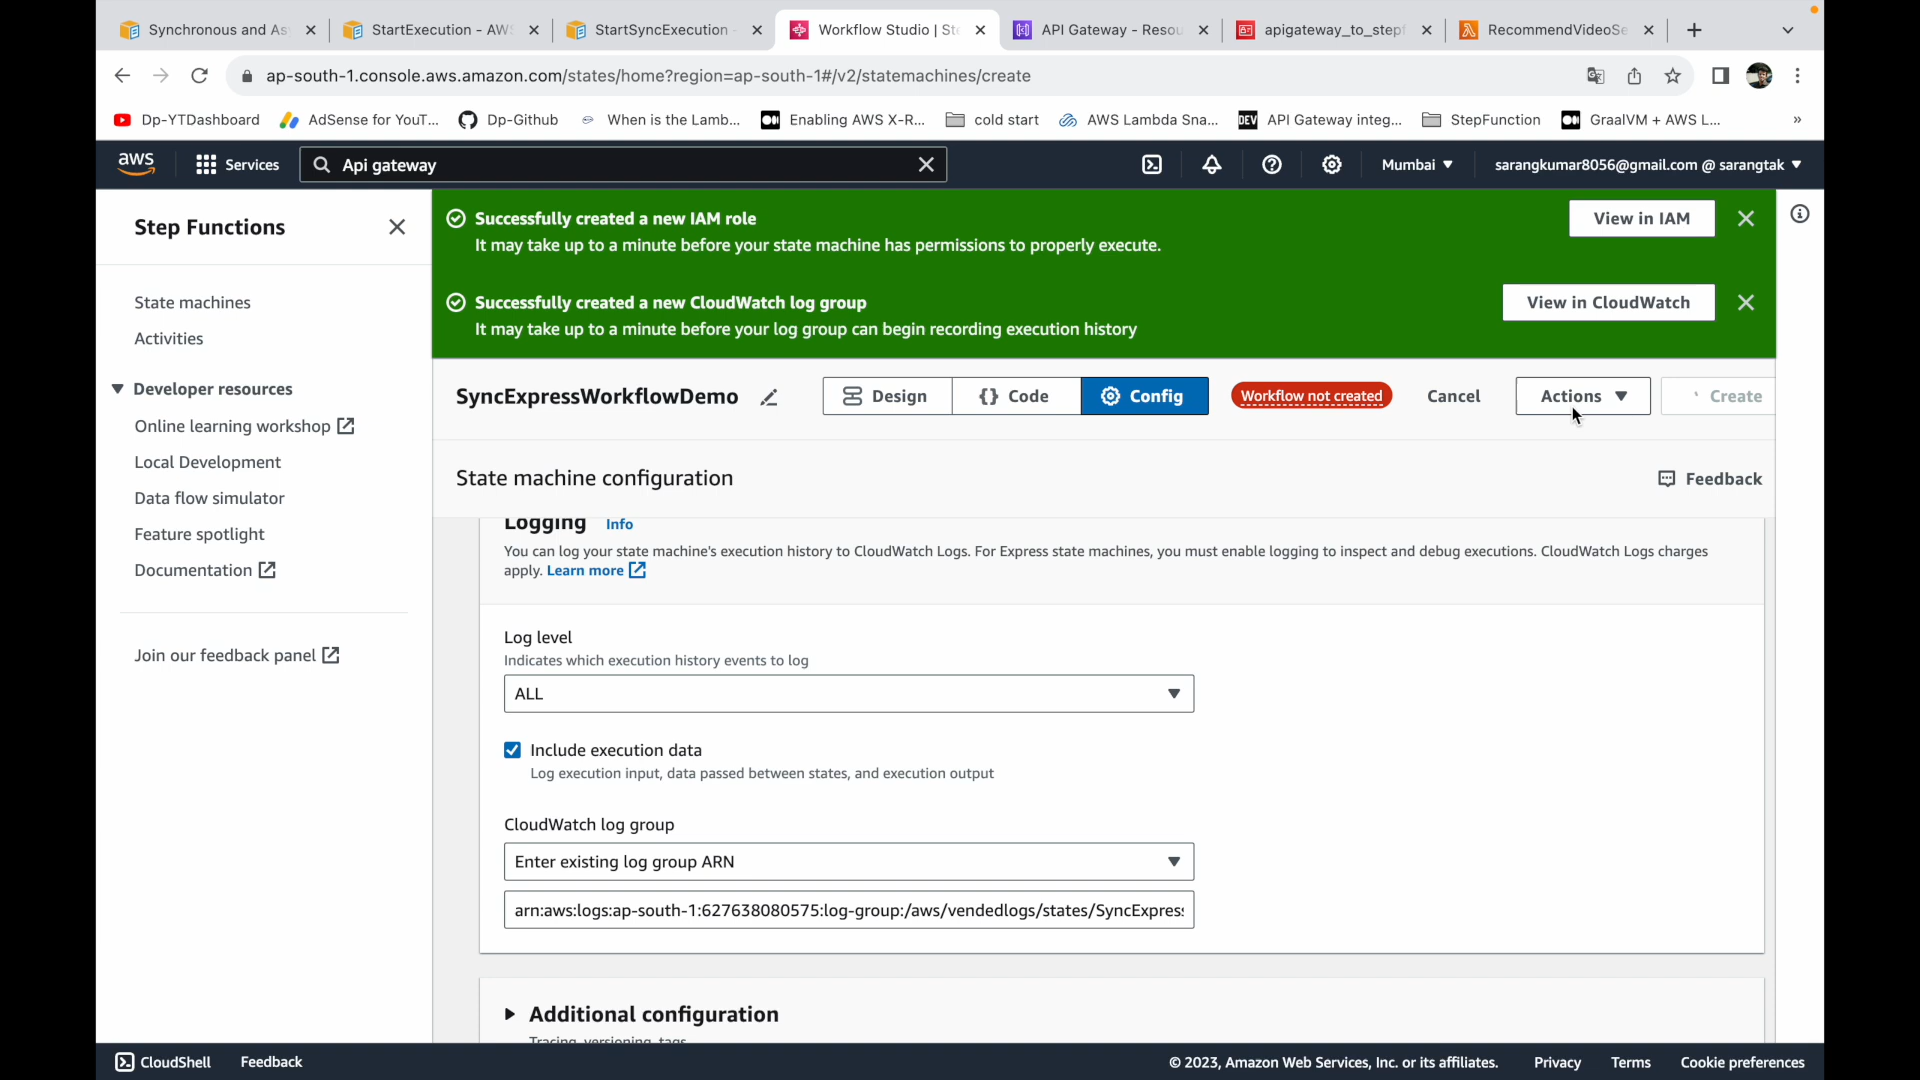 Synchronous and As
StartExecution - AWS
StartSyncExecution -
Workflow Studio | Ste
API Gateway - Resou
apigateway_to_stepf
RecommendVideoSe
ap-south-1.console.aws.amazon.com/states/home?region=ap-south-1#/v2/statemachines/create
Dp-YTDashboard
AdSense for YouT...
Dp-Github
When is the Lamb...
Enabling AWS X-R...
cold start
AWS Lambda Sna...
DEV
API Gateway integ...
StepFunction
GraalVM + AWS L...
»
aws
Services
Api gateway
Mumbai
sarangkumar8056@gmail.com @ sarangtak
Step Functions
State machines
Activities
Developer resources
Online learning workshop
Local Development
Data flow simulator
Feature spotlight
Documentation
Join our feedback panel
Successfully created a new IAM role
It may take up to a minute before your state machine has permissions to properly execute.
View in IAM
Successfully created a new CloudWatch log group
It may take up to a minute before your log group can begin recording execution history
View in CloudWatch
SyncExpressWorkflowDemo
Design
{} Code
Config
Workflow not created
Cancel
Actions
Create
State machine configuration
Feedback
Logging Info
You can log your state machine's execution history to CloudWatch Logs. For Express state machines, you must enable logging to inspect and debug executions. CloudWatch Logs charges
apply. Learn more
Log level
Indicates which execution history events to log
ALL
Include execution data
Log execution input, data passed between states, and execution output
CloudWatch log group
Enter existing log group ARN
arn:aws:logs:ap-south-1:627638080575:log-group:/aws/vendedlogs/states/SyncExpres
Additional configuration
Tracing, versioning, tags
CloudShell
Feedback
© 2023, Amazon Web Services, Inc. or its affiliates.
Privacy
Terms
Cookie preferences